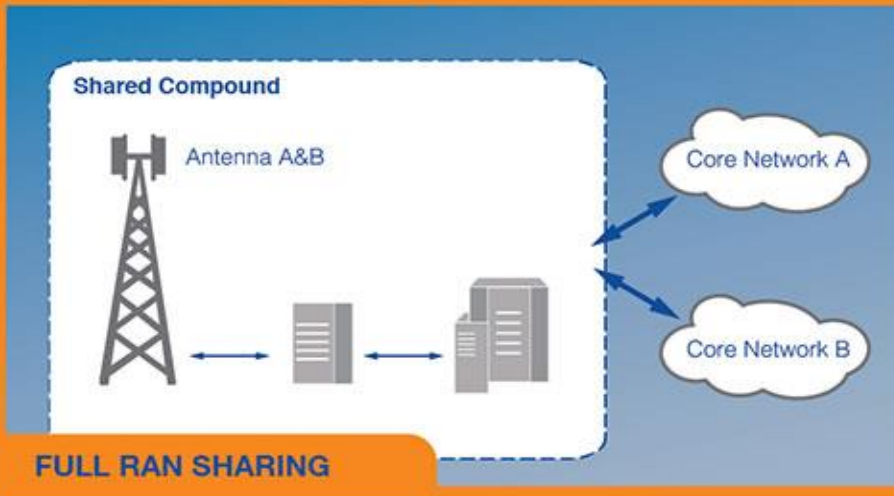 Shared Compound
Antenna A&B
Core Network A
Core Network B
FULL RAN SHARING